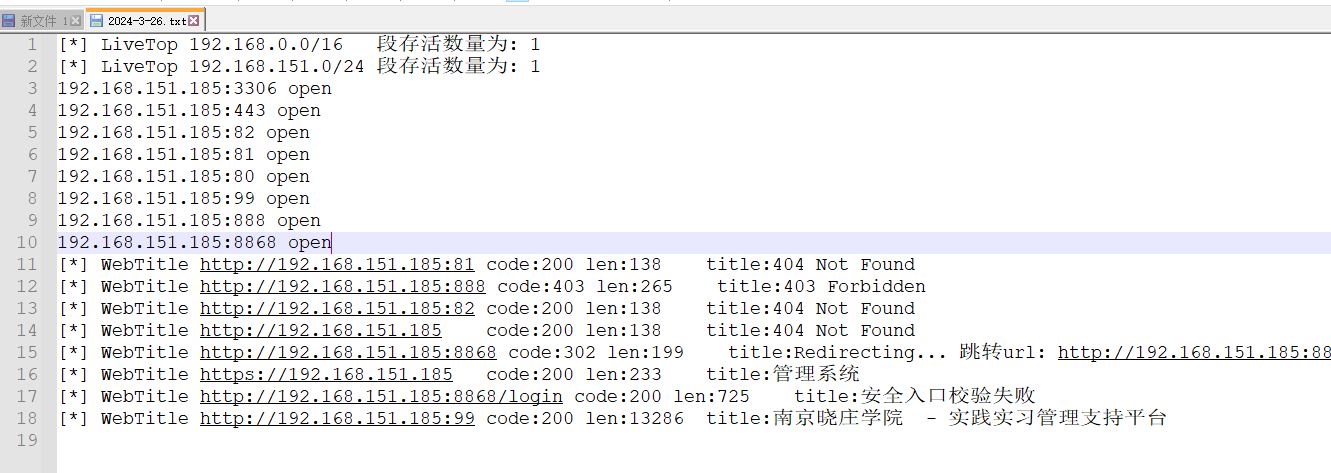 新文件 1 2024-3-26.txt
1 [*] LiveTop 192.168.0.0/16 段存活数量为: 1
2 [*] LiveTop 192.168.151.0/24 段存活数量为: 1
3 192.168.151.185:3306 open
4 192.168.151.185:443 open
5 192.168.151.185:82 open
6 192.168.151.185:81 open
7 192.168.151.185:80 open
8 192.168.151.185:99 open
9 192.168.151.185:888 open
10 192.168.151.185:8868 open
11 [*] WebTitle http://192.168.151.185:81 code:200 len:138 title:404 Not Found
12 [*] WebTitle http://192.168.151.185:888 code:403 len:265 title:403 Forbidden
13 [*] WebTitle http://192.168.151.185:82 code:200 len:138 title:404 Not Found
14 [*] WebTitle http://192.168.151.185 code:200 len:138 title:404 Not Found
15 [*] WebTitle http://192.168.151.185:8868 code:302 len:199 title:Redirecting... 跳转url: http://192.168.151.185:88
16 [*] WebTitle https://192.168.151.185 code:200 len:233 title:管理系统
17 [*] WebTitle http://192.168.151.185:8868/login code:200 len:725 title:安全入口校验失败
18 [*] WebTitle http://192.168.151.185:99 code:200 len:13286 title:南京晓庄学院 - 实践实习管理支持平台
19